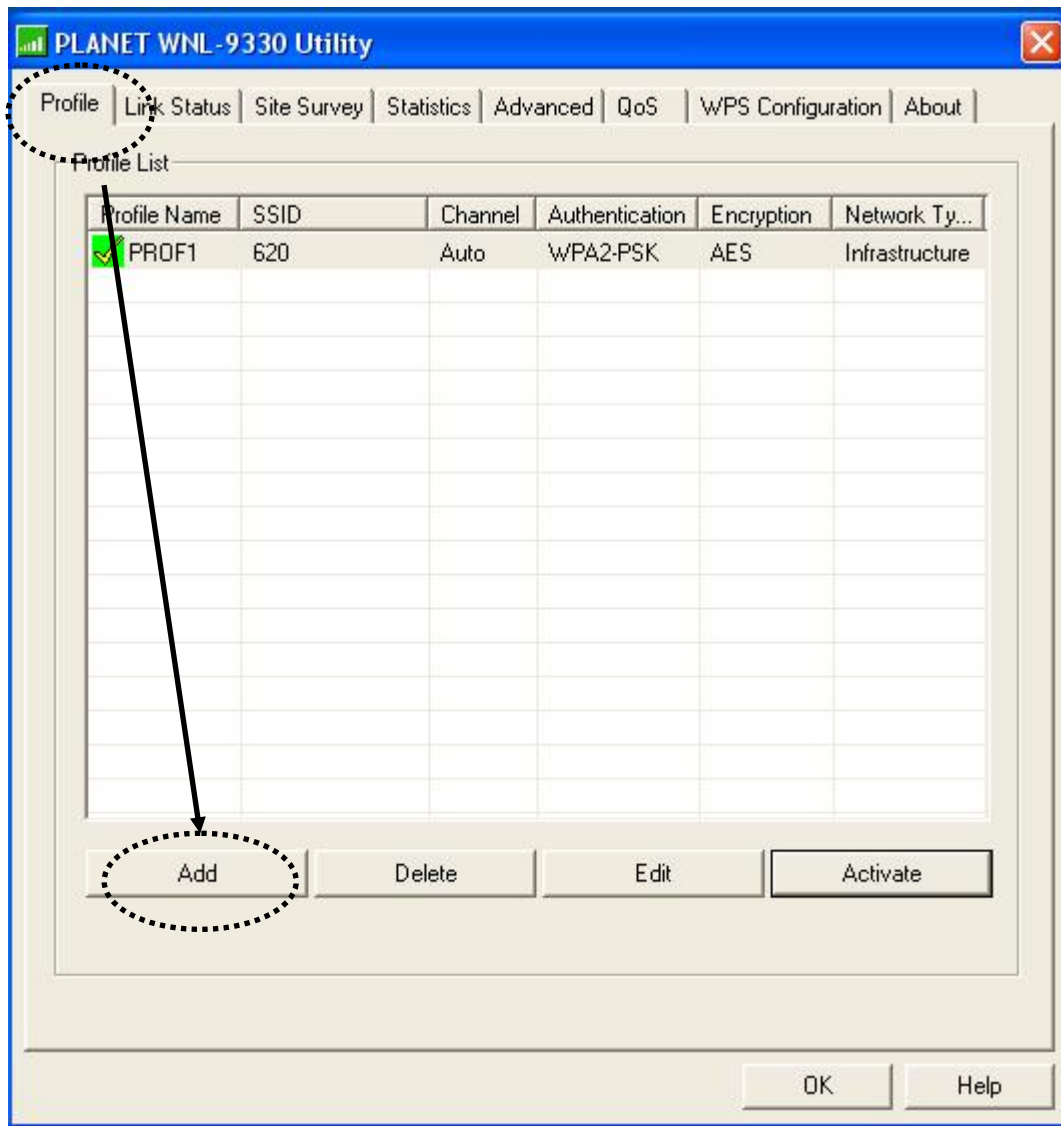 PLANET WNL-9330 Utility
Profile Link Status Site Survey Statistics Advanced QoS WPS Configuration About
Profile List
Profile Name SSID Channel Authentication Encryption Network Ty...
PROF1 620 Auto WPA2-PSK AES Infrastructure
Add Delete Edit Activate
OK Help